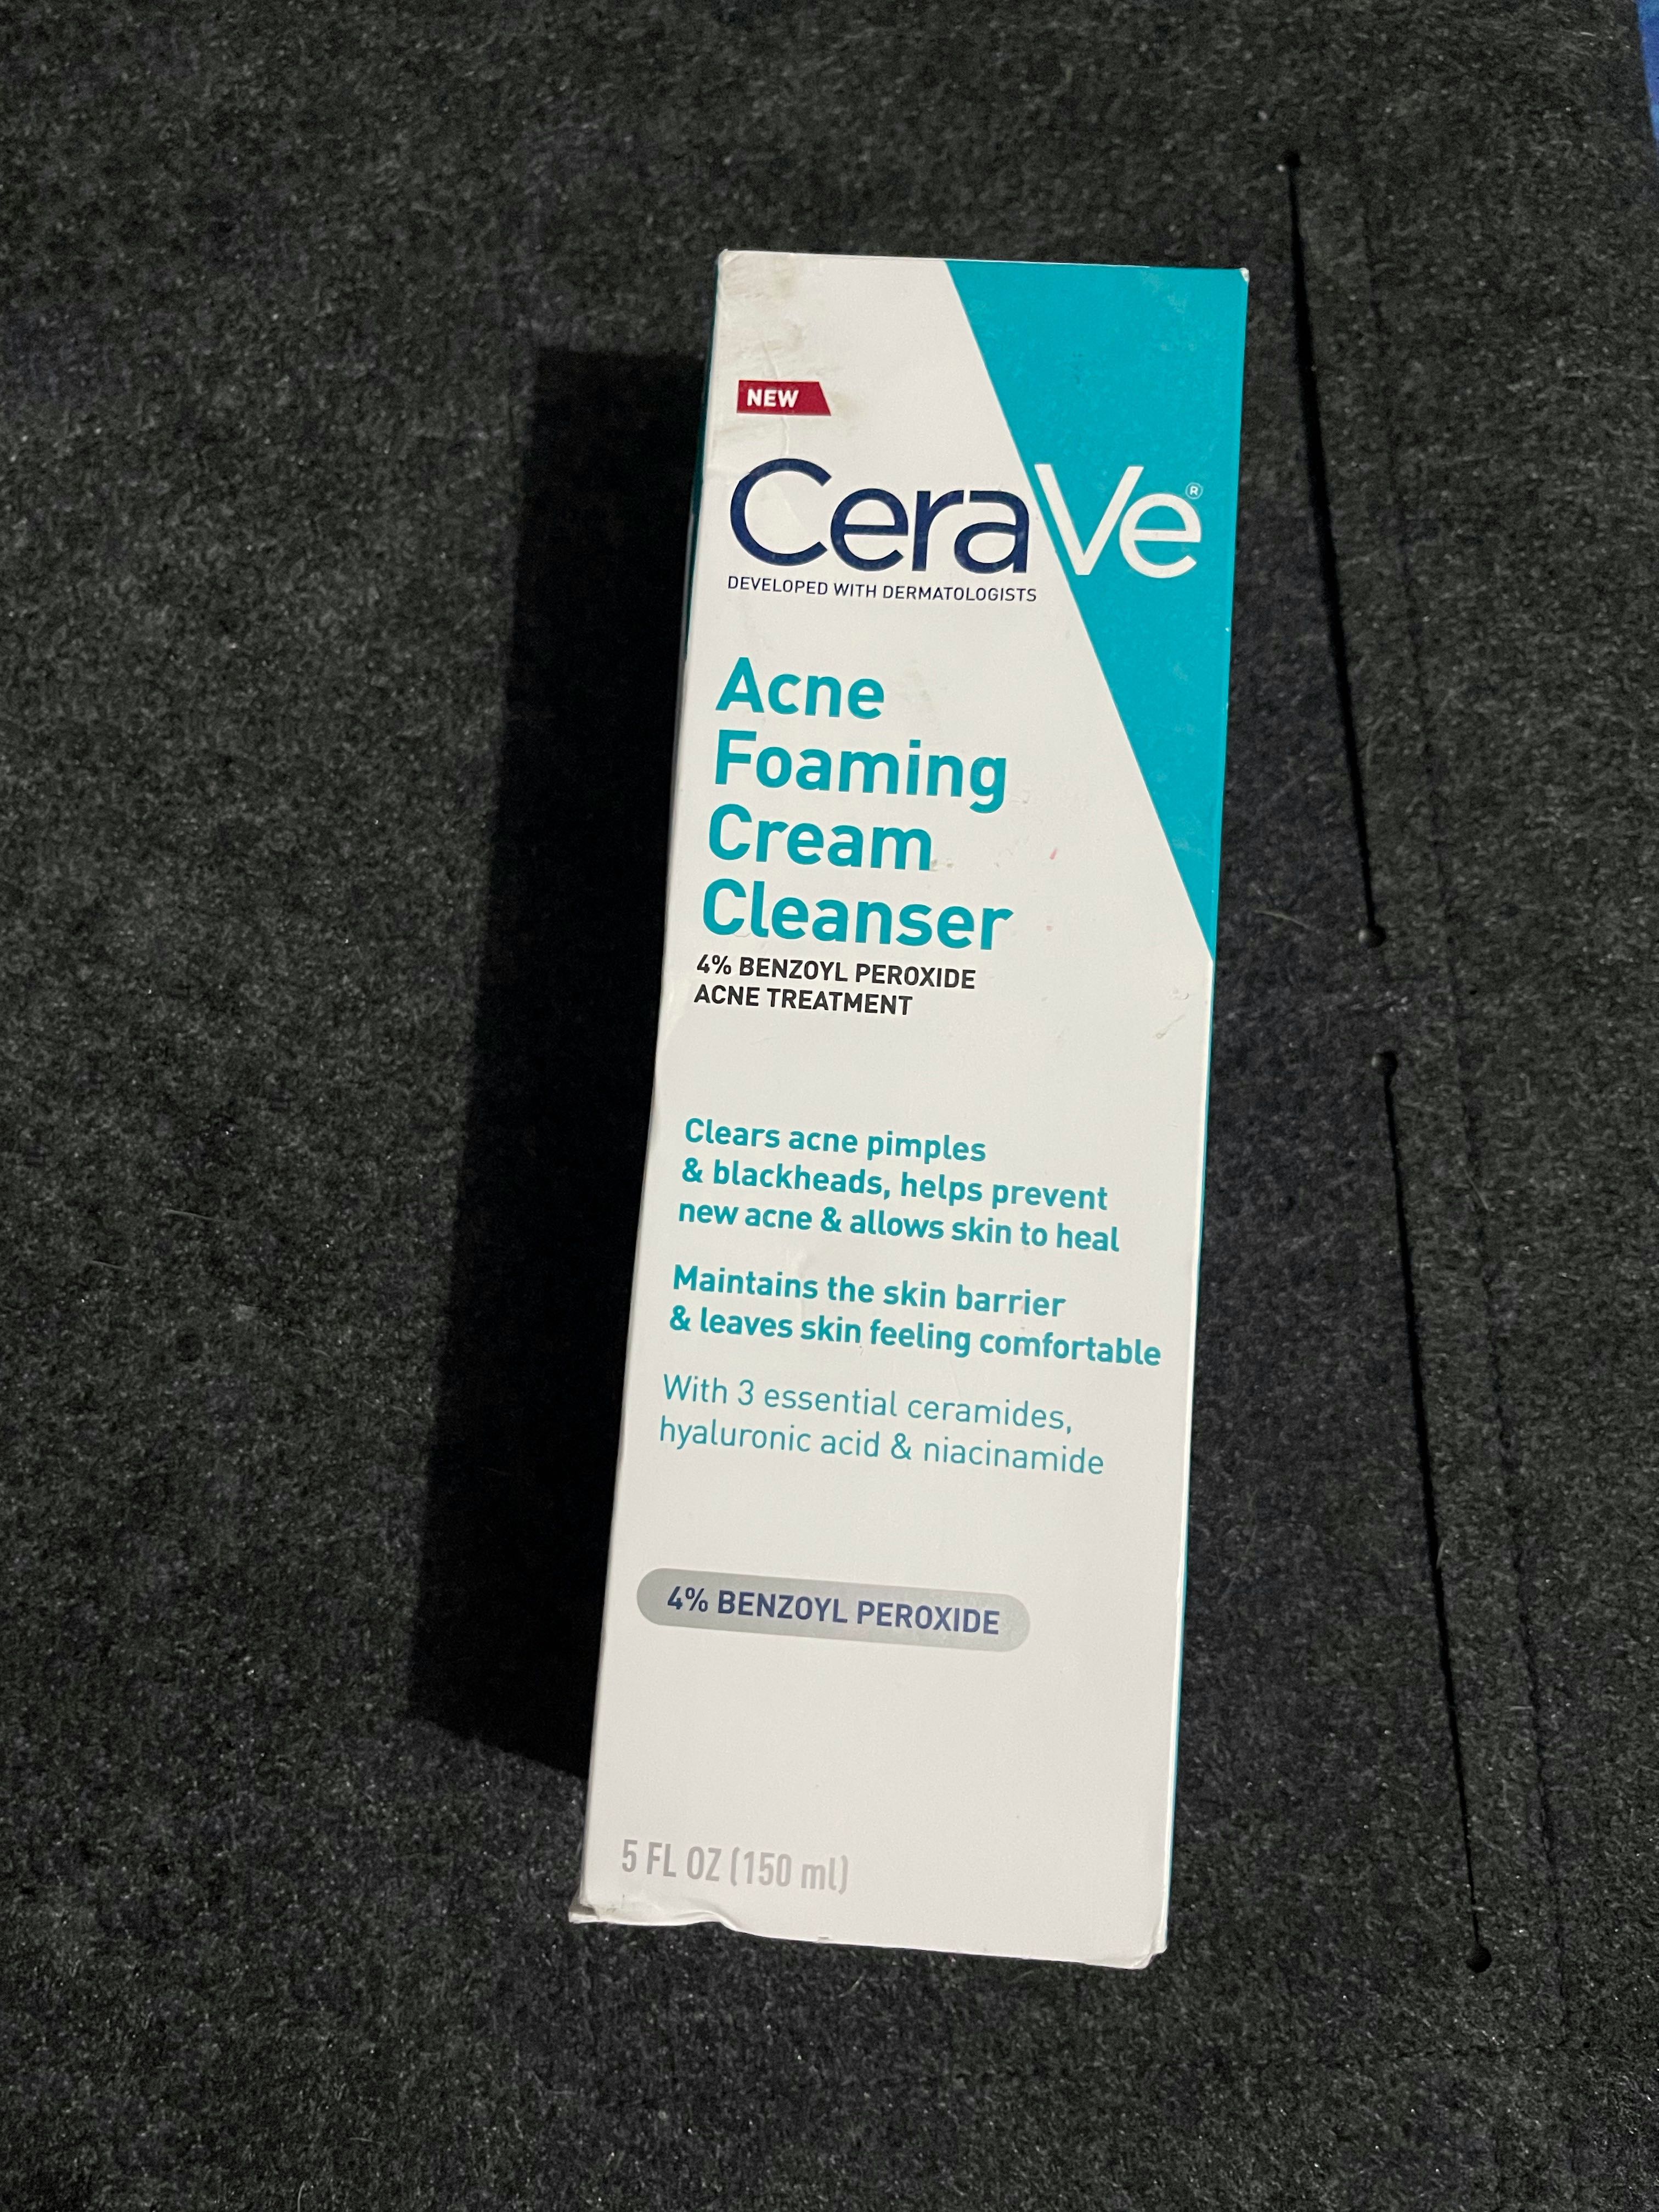 NEW
CeraVe®
DEVELOPED WITH DERMATOLOGISTS
Acne
Foaming
Cream
Cleanser
4% BENZOYL PEROXIDE
ACNE TREATMENT
Clears acne pimples
& blackheads, helps prevent
new acne & allows skin to heal
Maintains the skin barrier
& leaves skin feeling comfortable
With 3 essential ceramides,
hyaluronic acid & niacinamide
4% BENZOYL PEROXIDE
5 FL OZ (150 ml)